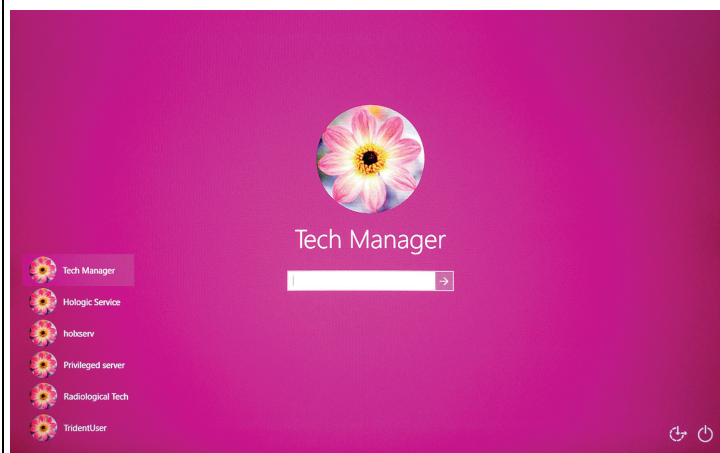 Tech Manager
Tech Manager
Hologic Service
holxserv
Privileged server
Radiological Tech
TridentUser